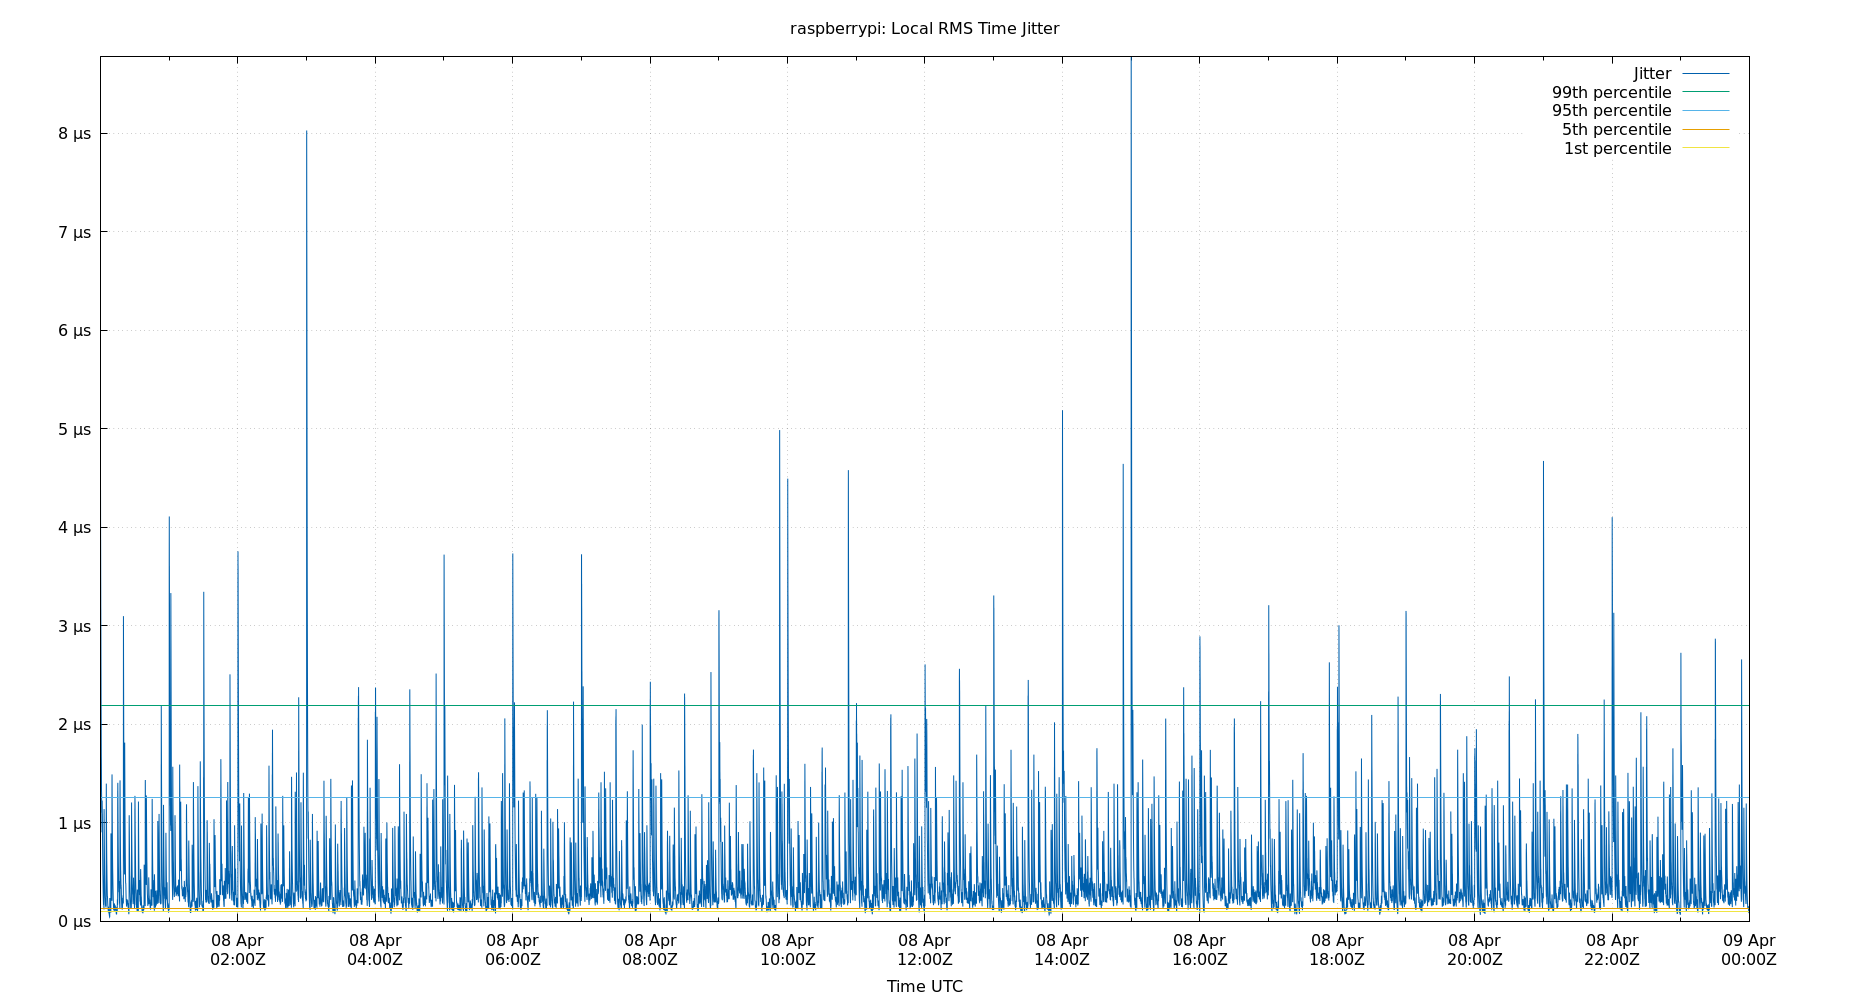 raspberrypi: Local RMS Time Jitter
Jitter
99th percentile
95th percentile
5th percentile
1st percentile
8 µs
7 µs
6 µs
5 µs
4 µs
3 µs
2 µs
1 µs
0 µs
08 Apr 08 Apr 08 Apr 08 Apr 08 Apr 08 Apr 08 Apr 08 Apr 08 Apr 08 Apr 08 Apr 09 Apr
02:00Z 04:00Z 06:00Z 08:00Z 10:00Z 12:00Z 14:00Z 16:00Z 18:00Z 20:00Z 22:00Z 00:00Z
Time UTC